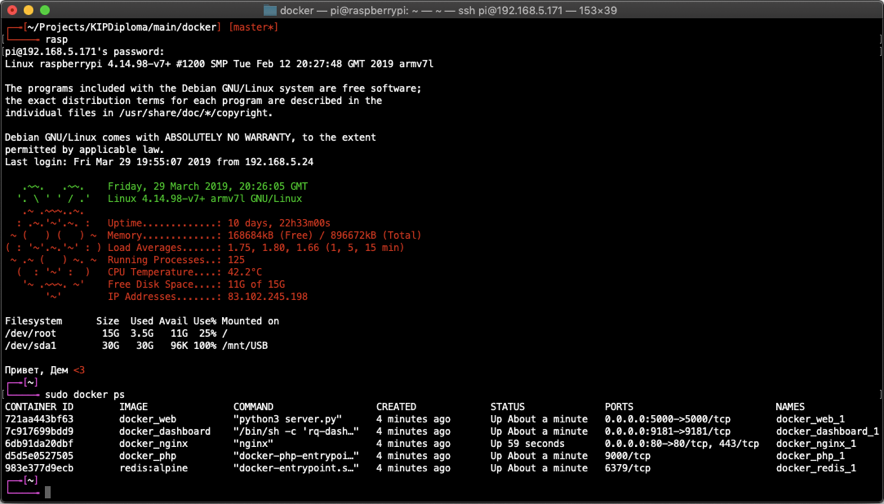 docker — pi@raspberrypi: ~ — ~ — ssh pi@192.168.5.171 — 153×39
[~/Projects/KIPDiploma/main/docker] [master*]
rasp
pi@192.168.5.171's password:
Linux raspberrypi 4.14.98-v7+ #1200 SMP Tue Feb 12 20:27:48 GMT 2019 armv7l
The programs included with the Debian GNU/Linux system are free software;
the exact distribution terms for each program are described in the
individual files in /usr/share/doc/*/copyright.
Debian GNU/Linux comes with ABSOLUTELY NO WARRANTY, to the extent
permitted by applicable law.
Last login: Fri Mar 29 19:55:07 2019 from 192.168.5.24
Friday, 29 March 2019, 20:26:05 GMT
Linux 4.14.98-v7+ armv7l GNU/Linux
Uptime.............: 10 days, 22h33m00s
Memory.............: 168684kB (Free) / 896672kB (Total)
Load Averages......: 1.75, 1.80, 1.66 (1, 5, 15 min)
Running Processes..: 125
CPU Temperature....: 42.2°C
Free Disk Space....: 11G of 15G
IP Addresses.......: 83.102.245.198
Filesystem Size Used Avail Use% Mounted on
/dev/root 15G 3.5G 11G 25% /
/dev/sda1 30G 30G 96K 100% /mnt/USB
Привет, Дем <3
[~]
sudo docker ps
CONTAINER ID IMAGE COMMAND CREATED STATUS PORTS NAMES
721aa443bf63 docker_web "python3 server.py" 4 minutes ago Up About a minute 0.0.0.0:5000->5000/tcp docker_web_1
7c917699bdd9 docker_dashboard "/bin/sh -c 'rq-dash…" 4 minutes ago Up About a minute 0.0.0.0:9181->9181/tcp docker_dashboard_1
6db91da20dbf docker_nginx "nginx" 4 minutes ago Up 59 seconds 0.0.0.0:80->80/tcp, 443/tcp docker_nginx_1
d5d5e0527505 docker_php "docker-php-entrypoi…" 4 minutes ago Up About a minute 9000/tcp docker_php_1
983e377d9ecb redis:alpine "docker-entrypoint.s…" 4 minutes ago Up About a minute 6379/tcp docker_redis_1
[~]